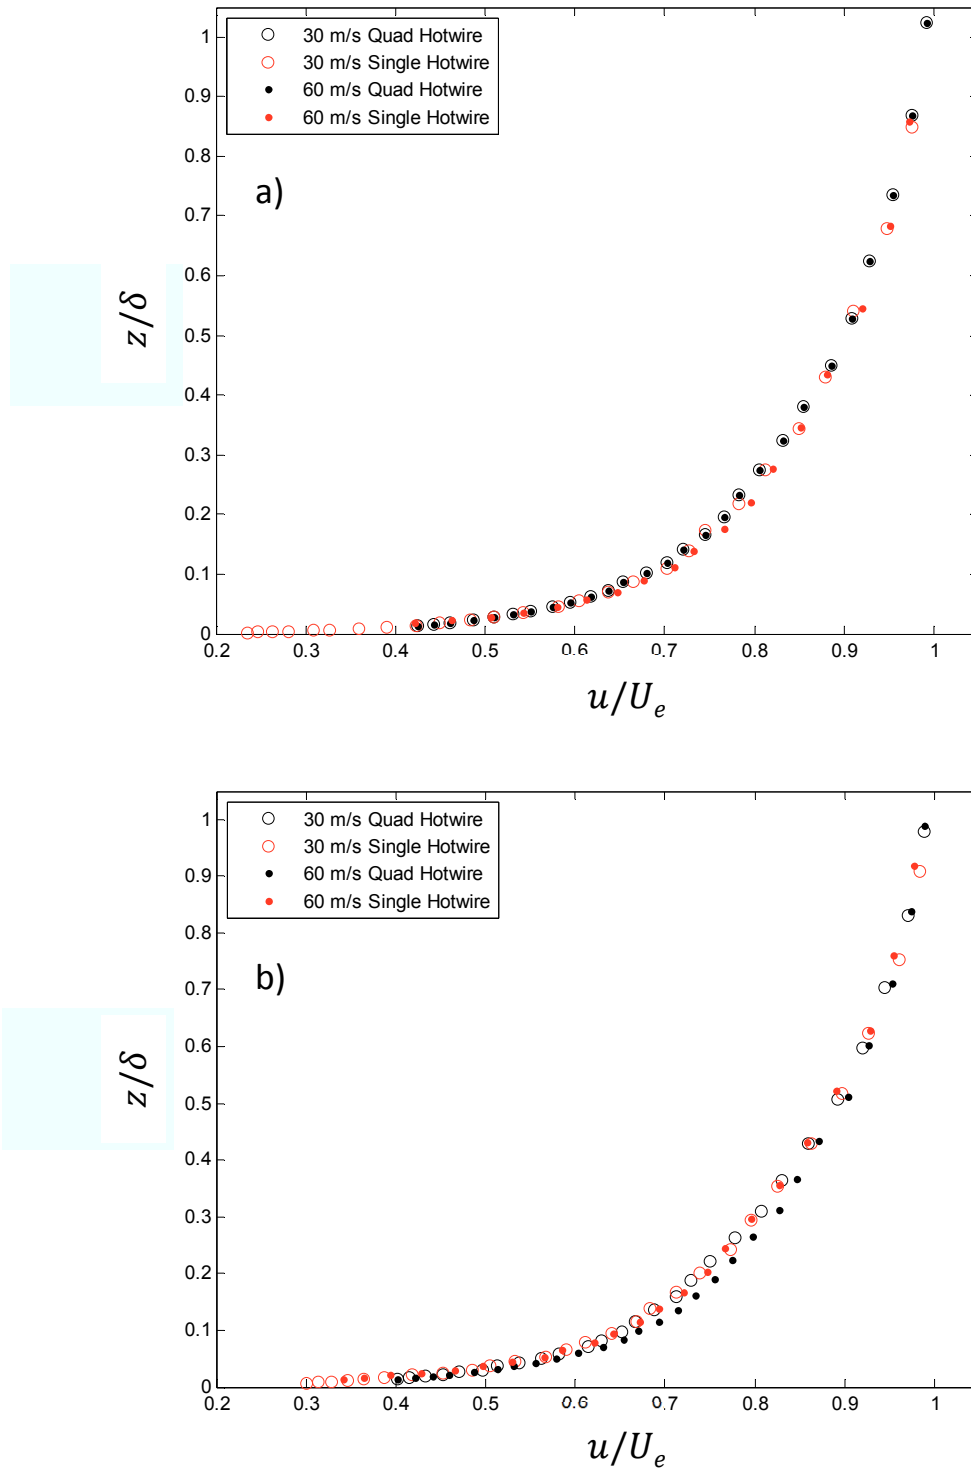 1
0.9
0.8
0.7
0.6
0.5
0.4
0.3
0.2
0.1
0
30 m/s Quad Hotwire
30 m/s Single Hotwire
60 m/s Quad Hotwire
60 m/s Single Hotwire
a)
z/δ
0.2 0.3 0.4 0.5 0.6 0.7 0.8 0.9 1
u/U_e
1
0.9
0.8
0.7
0.6
0.5
0.4
0.3
0.2
0.1
0
30 m/s Quad Hotwire
30 m/s Single Hotwire
60 m/s Quad Hotwire
60 m/s Single Hotwire
b)
z/δ
0.2 0.3 0.4 0.5 0.6 0.7 0.8 0.9 1
u/U_e